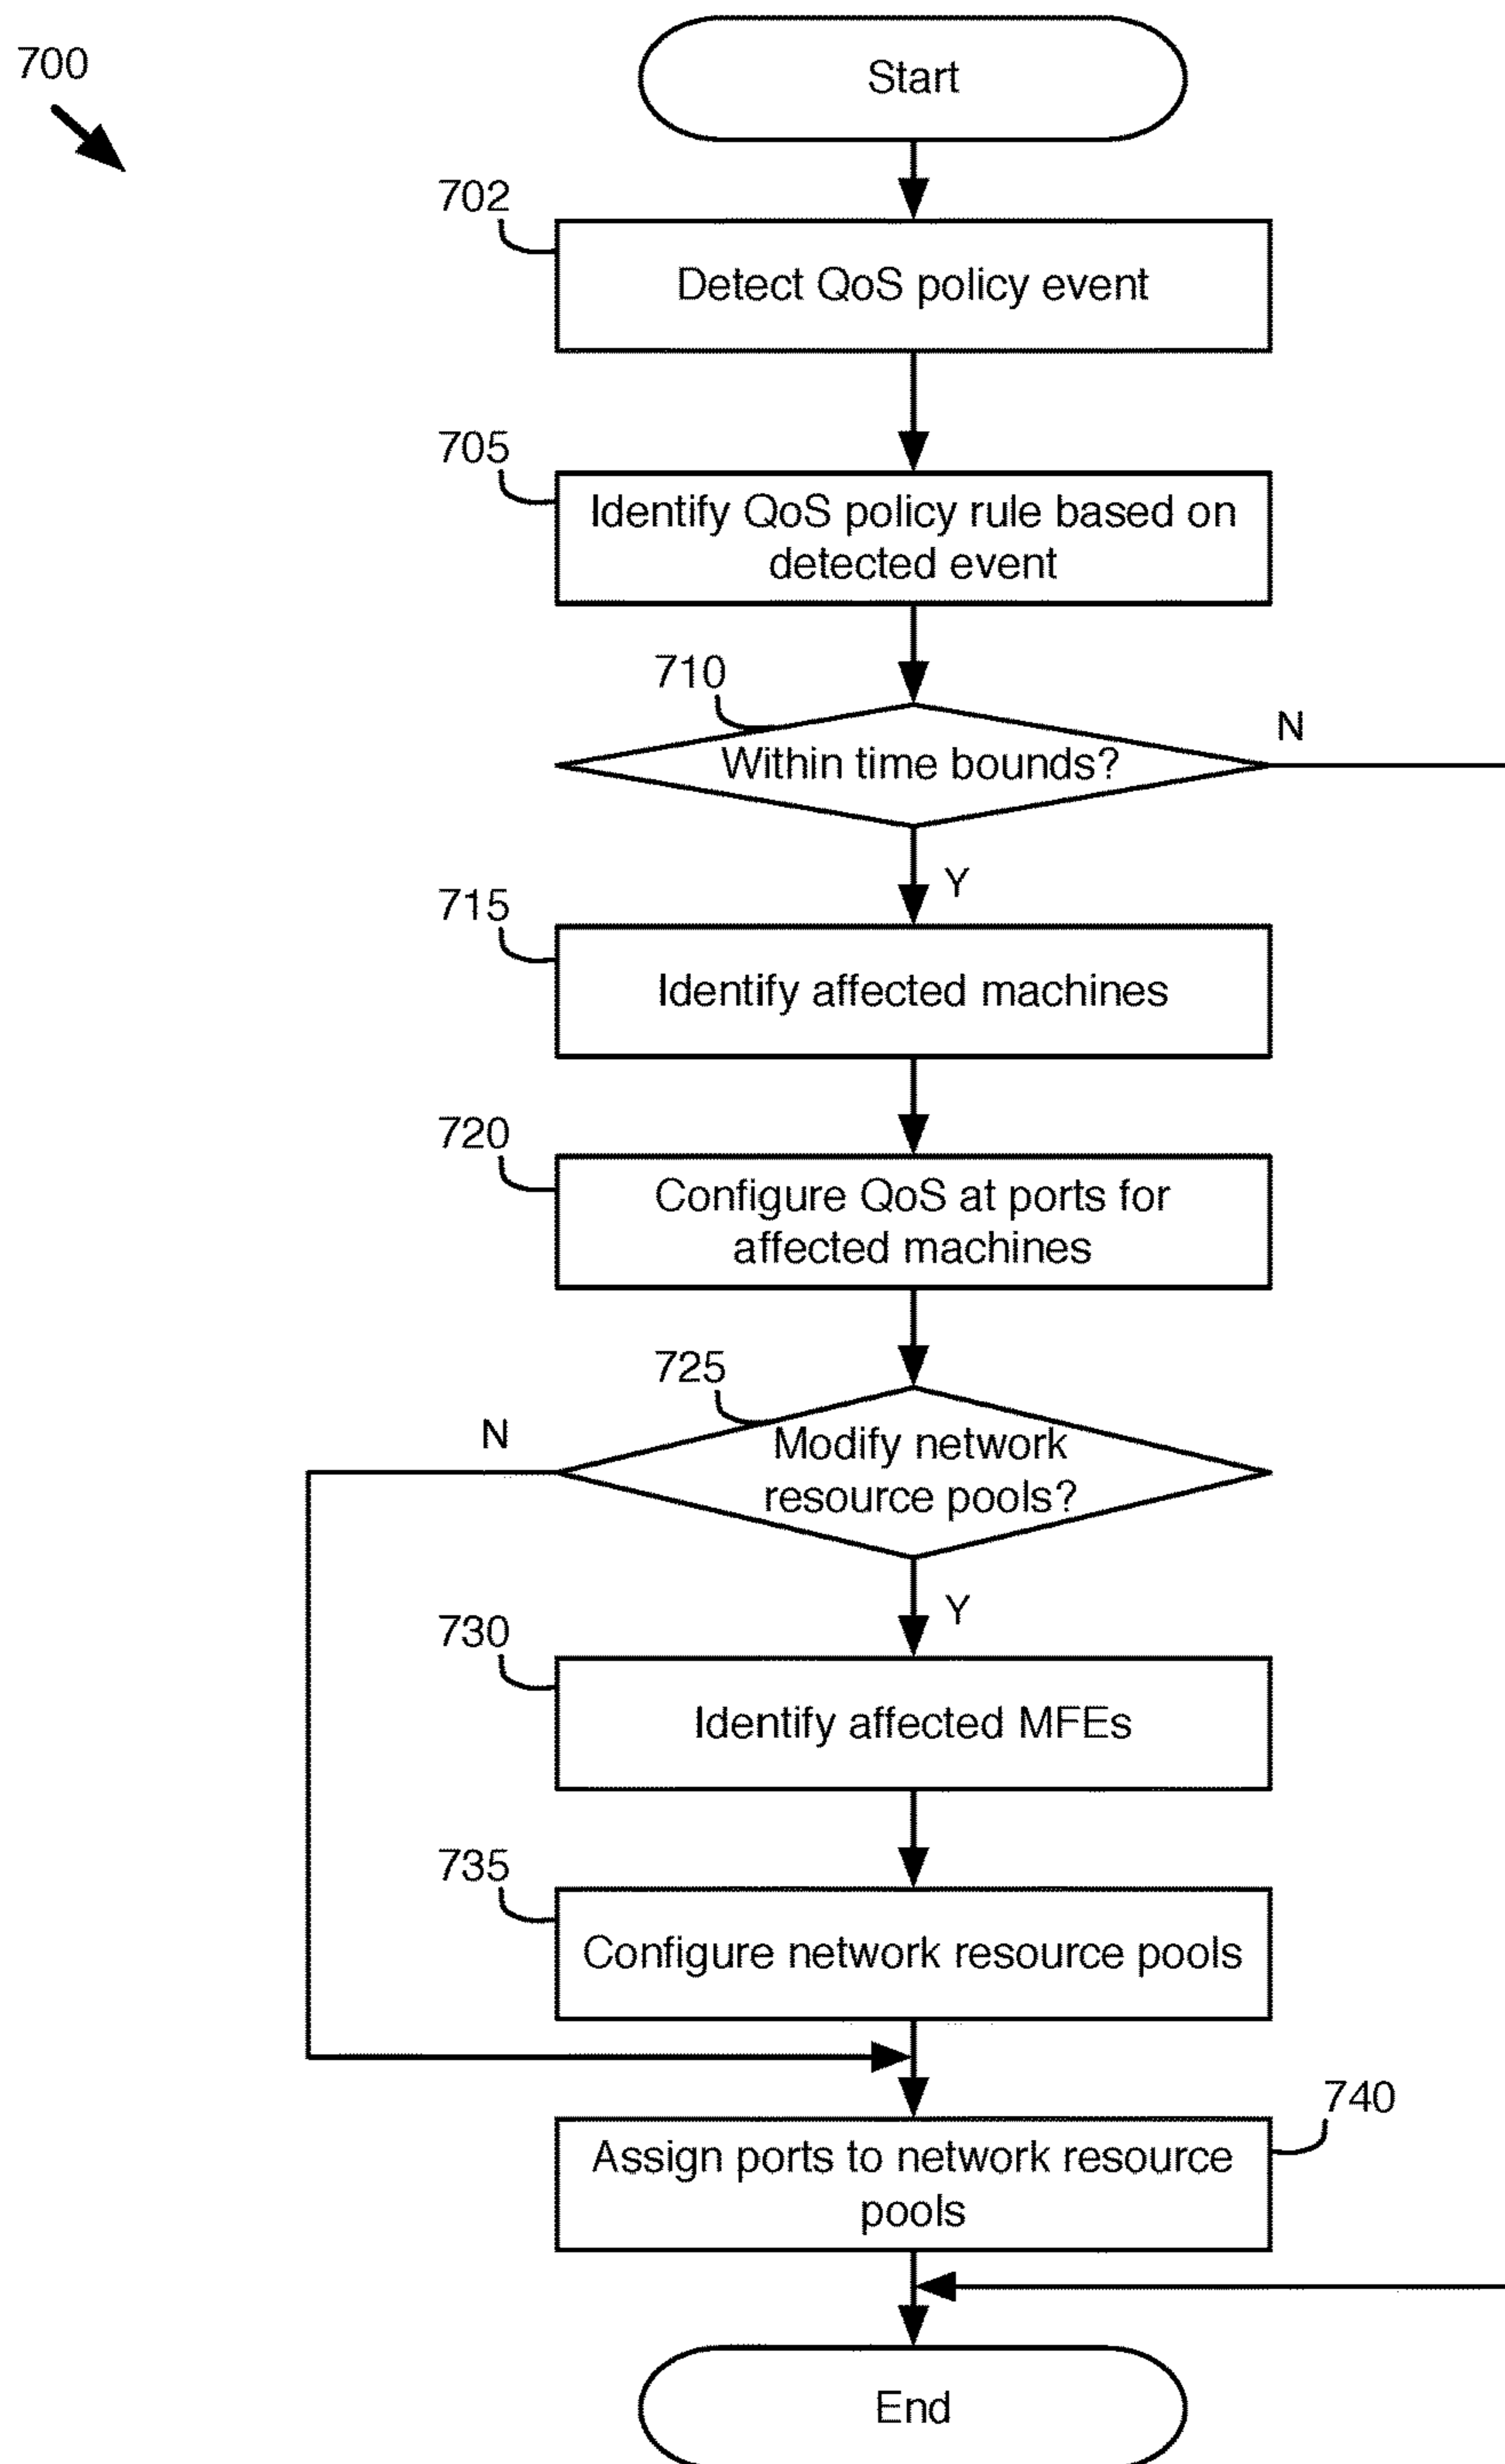 700
Start
702
Detect QoS policy event
705
Identify QoS policy rule based on
detected event
710
N
Within time bounds?
Y
715
Identify affected machines
720
Configure QoS at ports for
affected machines
725
N
Modify network
resource pools?
Y
730
Identify affected MFEs
735
Configure network resource pools
740
Assign ports to network resource
pools
End